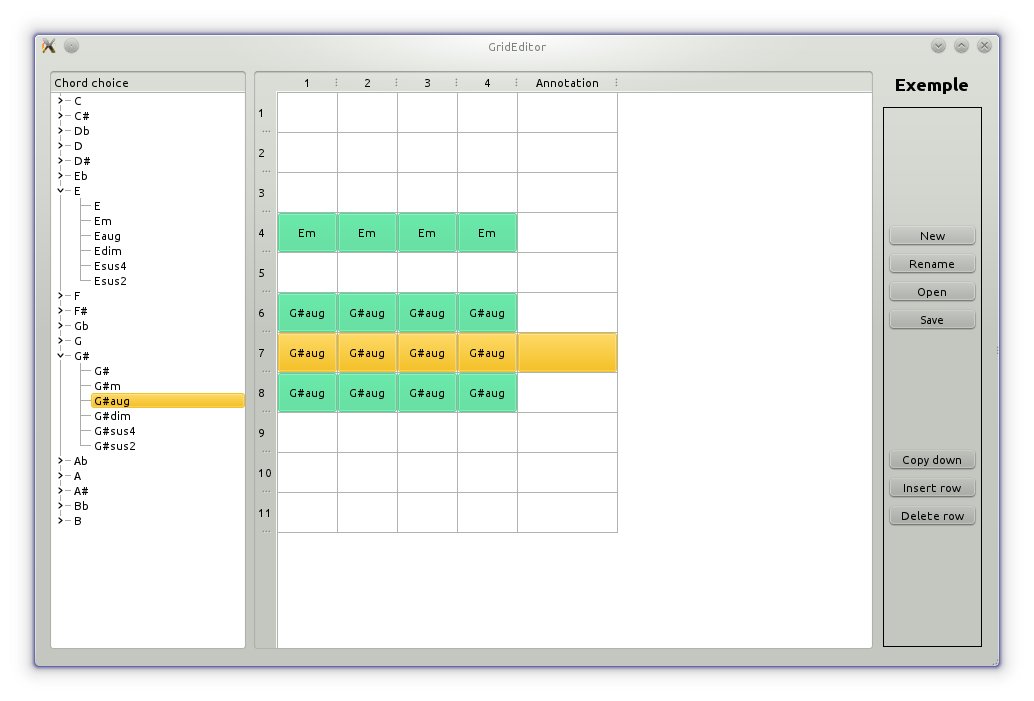 GridEditor
Chord choice
C
C#
Db
D
D#
Eb
E
E
Em
Eaug
Edim
Esus4
Esus2
F
F#
Gb
G
G#
G#
G#m
G#aug
G#dim
G#sus4
G#sus2
Ab
A
A#
Bb
B
1 2 3 4 Annotation
1
2
3
4 Em Em Em Em
5
6 G#aug G#aug G#aug G#aug
7 G#aug G#aug G#aug G#aug
8 G#aug G#aug G#aug G#aug
9
10
11
Exemple
New
Rename
Open
Save
Copy down
Insert row
Delete row